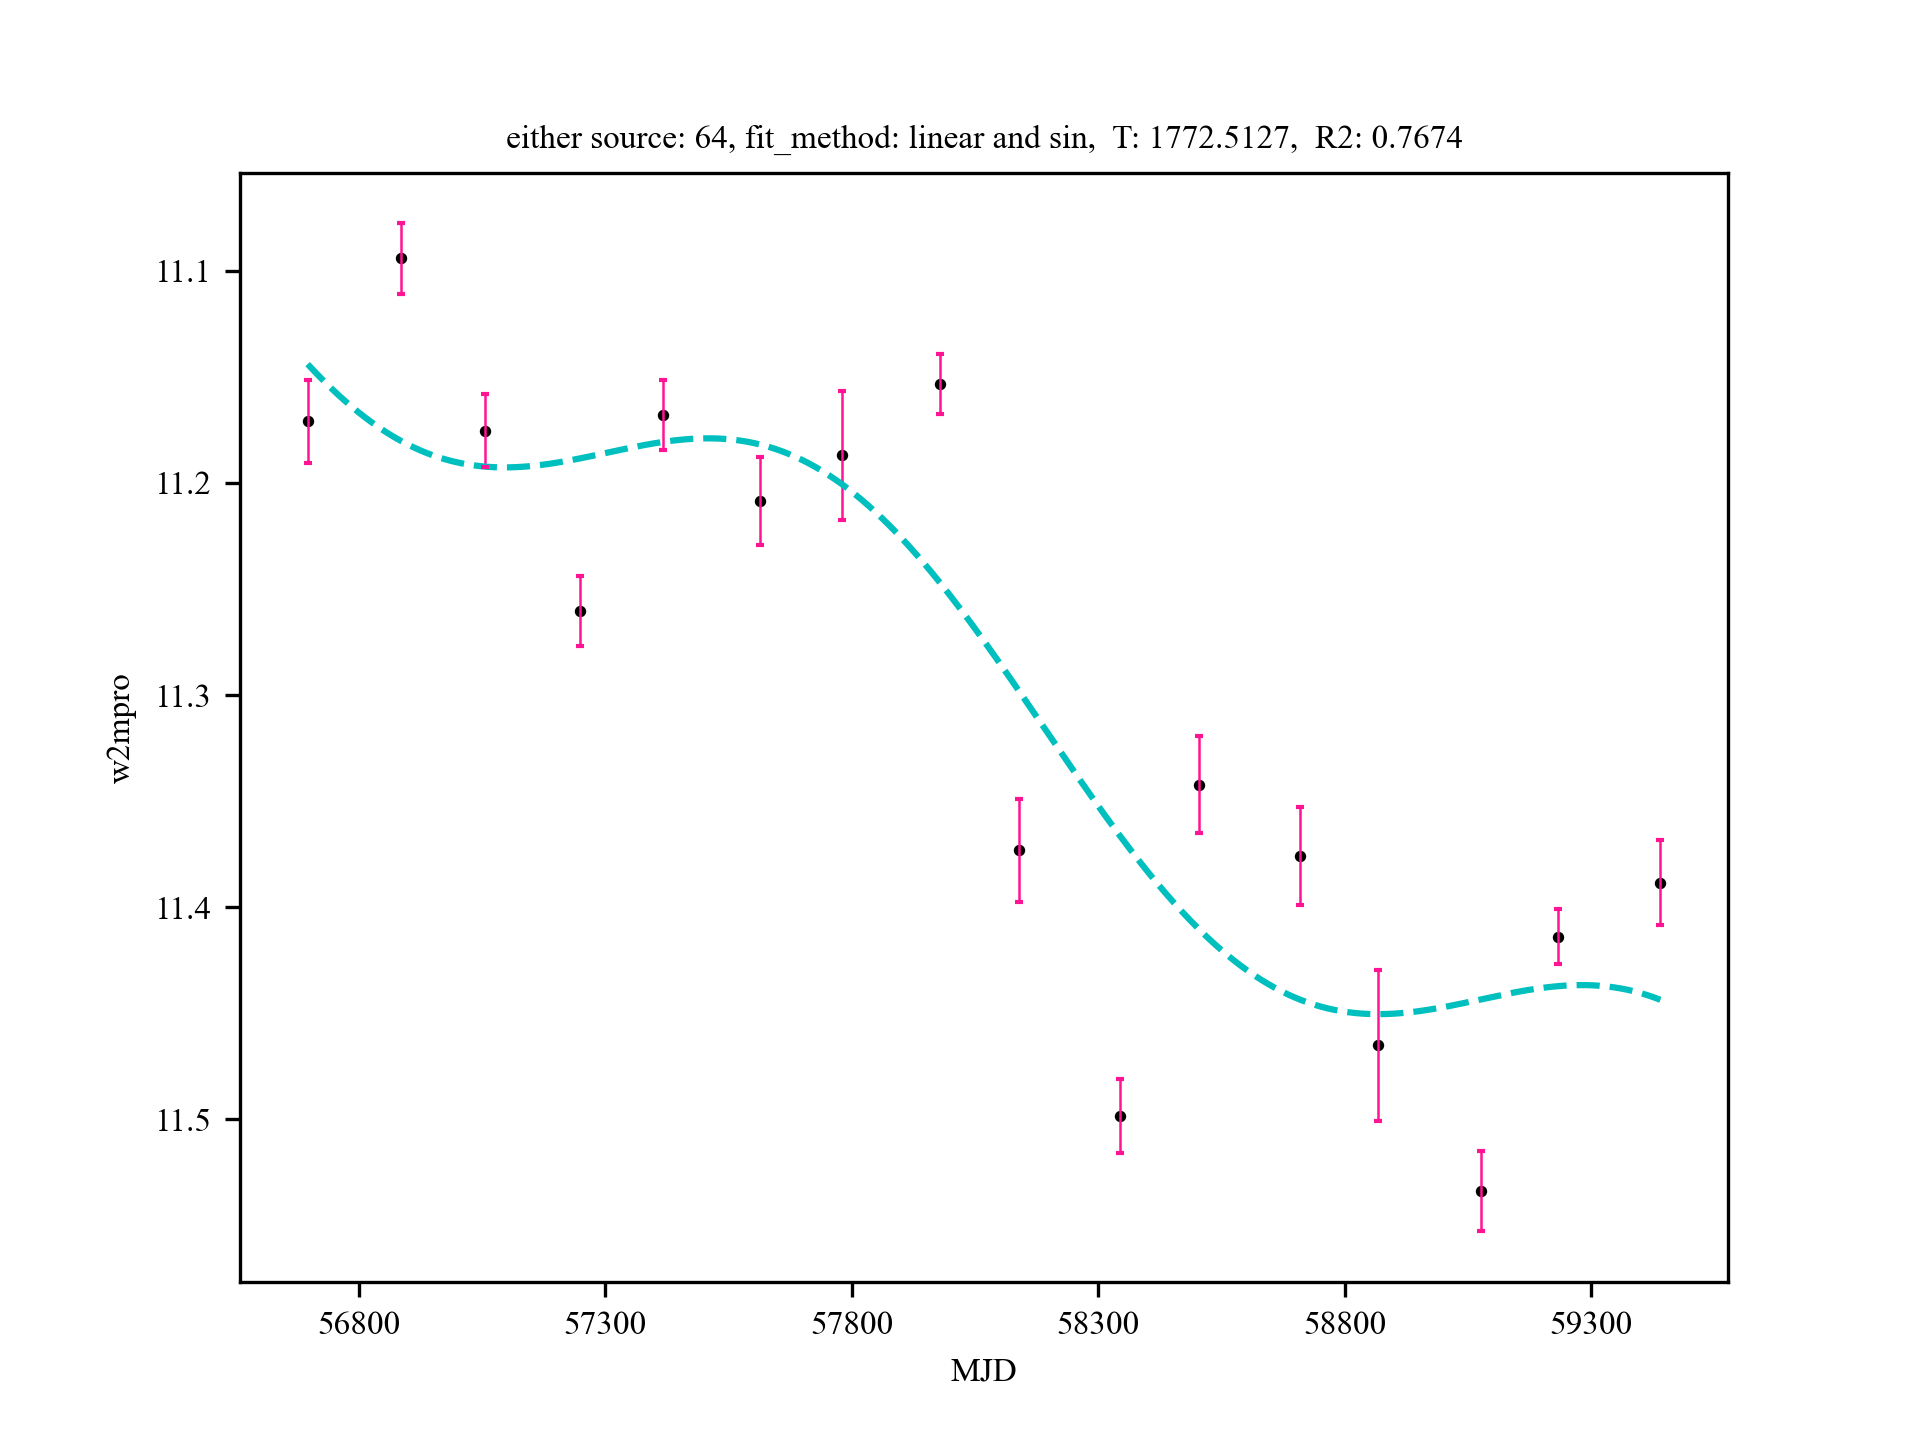 either source: 64, fit_method: linear and sin,  T: 1772.5127,  R2: 0.7674
11.1
11.2
11.3
11.4
11.5
w2mpro
56800 57300 57800 58300 58800 59300
MJD